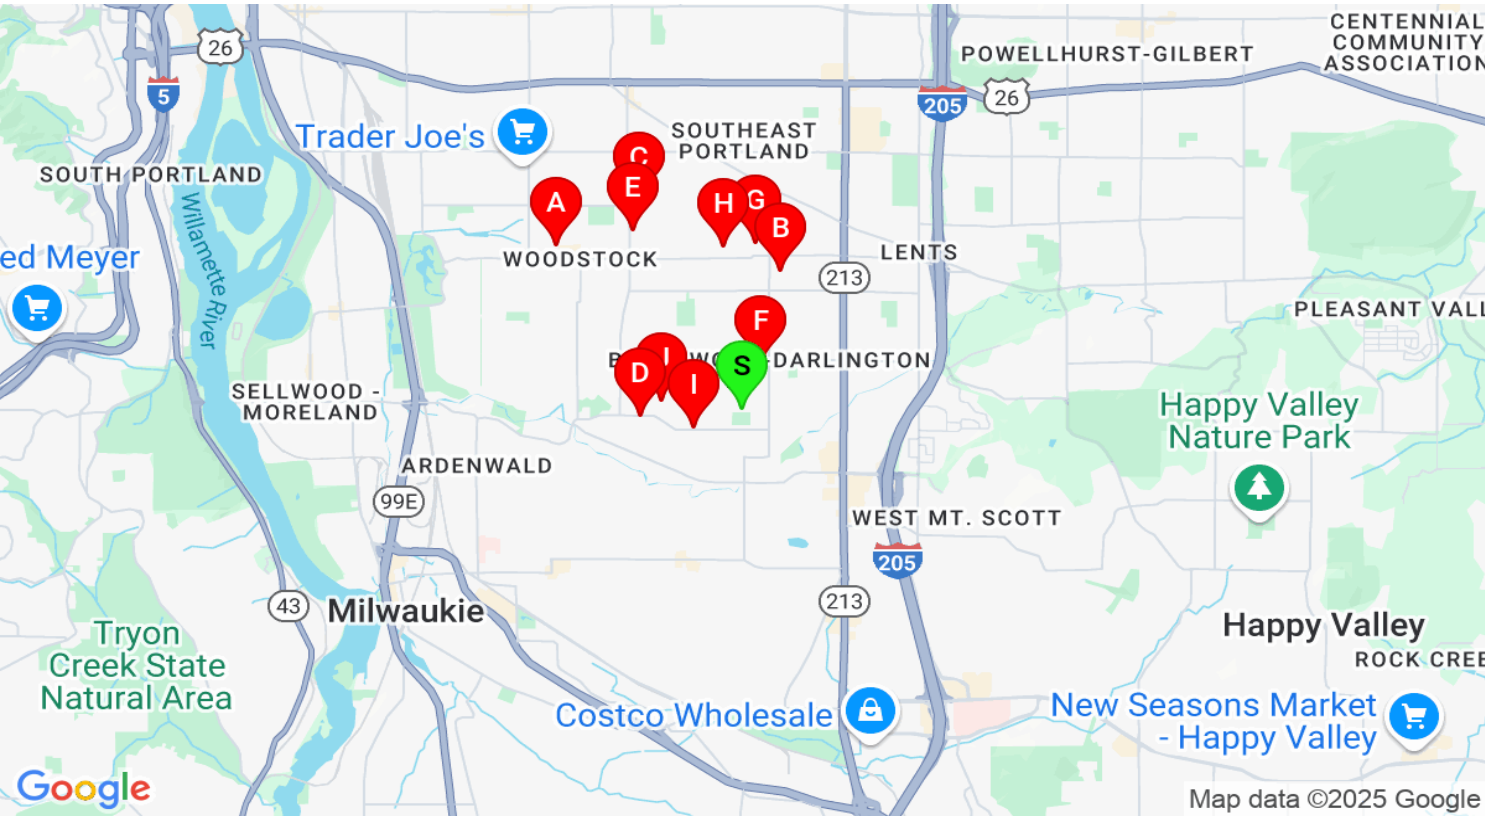 26
5
205
26
POWELLHURST-GILBERT
CENTENNIAL
COMMUNITY
ASSOCIATION
Trader Joe's
SOUTHEAST
PORTLAND
SOUTH PORTLAND
C
E
A
H
G
B
Willamette River
WOODSTOCK
LENTS
ed Meyer
213
PLEASANT VALL
F
DARLINGTON
S
D
I
SELLWOOD -
MORELAND
Happy Valley
Nature Park
ARDENWALD
99E
WEST MT. SCOTT
205
43
213
Milwaukie
Happy Valley
Tryon
Creek State
Natural Area
ROCK CREE
Costco Wholesale
New Seasons Market
- Happy Valley
Google
Map data ©2025 Google